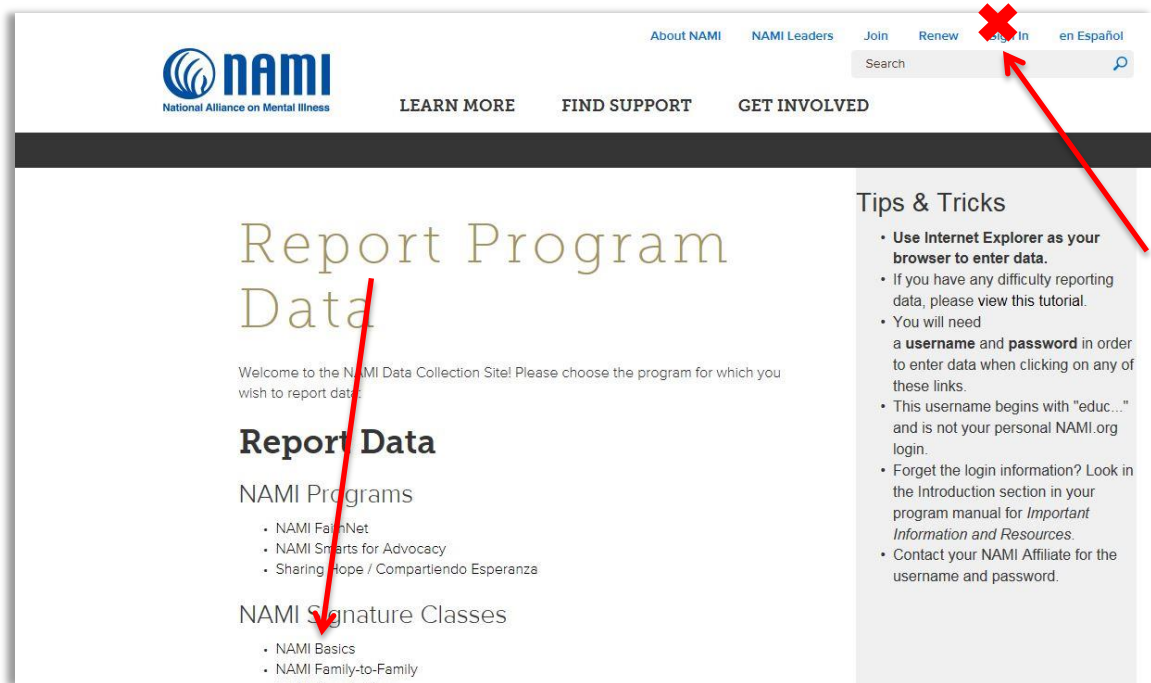 About NAMI NAMI Leaders Join Renew Sign In en Español
Search
nami
National Alliance on Mental Illness
LEARN MORE FIND SUPPORT GET INVOLVED
Report Program
Data
Welcome to the NAMI Data Collection Site! Please choose the program for which you
wish to report data:
Report Data
NAMI Programs
• NAMI FaithNet
• NAMI Smarts for Advocacy
• Sharing Hope / Compartiendo Esperanza
NAMI Signature Classes
• NAMI Basics
• NAMI Family-to-Family
Tips & Tricks
• Use Internet Explorer as your
browser to enter data.
• If you have any difficulty reporting
data, please view this tutorial.
• You will need
a username and password in order
to enter data when clicking on any of
these links.
• This username begins with "educ..."
and is not your personal NAMI.org
login.
• Forget the login information? Look in
the Introduction section in your
program manual for Important
Information and Resources.
• Contact your NAMI Affiliate for the
username and password.